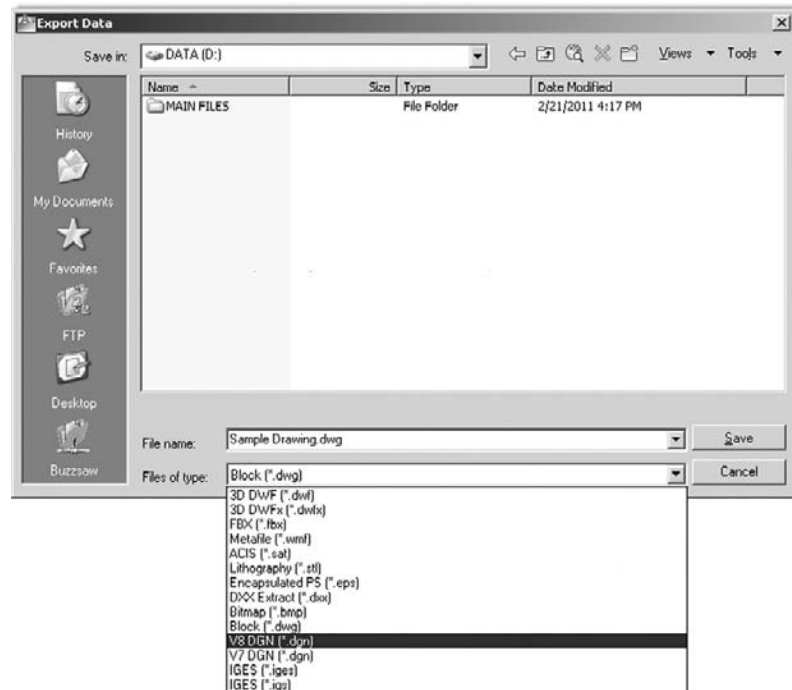 Export Data
Save in:
DATA (D:)
Views
Tools
Name
Size
Type
Date Modified
MAIN FILES
File Folder
2/21/2011 4:17 PM
History
My Documents
Favorites
FTP
Desktop
Buzzsaw
File name:
Sample Drawing.dwg
Save
Files of type:
Block (*.dwg)
Cancel
3D DWF (*.dwf)
3D DWFx (*.dwfx)
FBX (*.fbx)
Metafile (*.wmf)
ACIS (*.sat)
Lithography (*.stl)
Encapsulated PS (*.eps)
DXX Extract (*.dxx)
Bitmap (*.bmp)
Block (*.dwg)
V8 DGN (*.dgn)
V7 DGN (*.dgn)
IGES (*.iges)
IGES (*.igs)